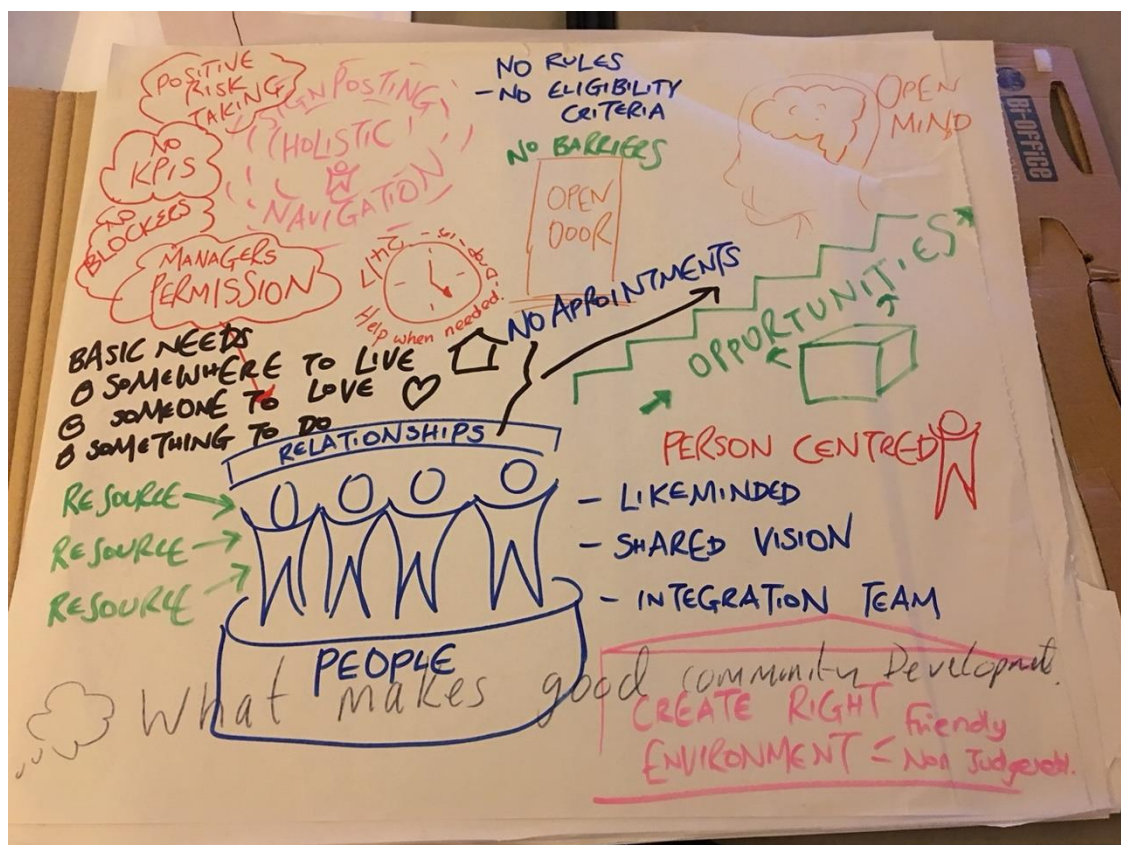 POSITIVE
RISK
TAKING
NO
KPIS
NO
BLOCKERS
MANAGERS
PERMISSION
GNPOSTING
HOLISTIC
NAVIGATION
NO RULES
- NO ELIGIBILITY
CRITERIA
NO BARRIERS
OPEN
DOOR
OPEN
MIND
Bi-OFFICE
Help when needed.
NO APPOINTMENTS
OPPORTUNITIES
BASIC NEEDS
SOMEWHERE TO LIVE
SOMEONE TO LOVE
SOMETHING TO DO
RELATIONSHIPS
RESOURCE
RESOURCE
RESOURCE
PERSON CENTRED
- LIKEMINDED
- SHARED VISION
- INTEGRATION TEAM
PEOPLE
What makes good community Development.
CREATE RIGHT
ENVIRONMENT
Friendly
- Non